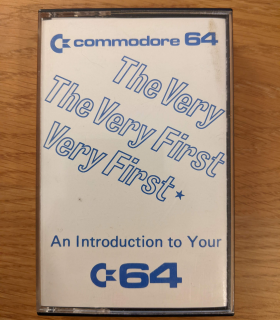 commodore 64
The Very
The Very First
Very First
An Introduction to Your
64